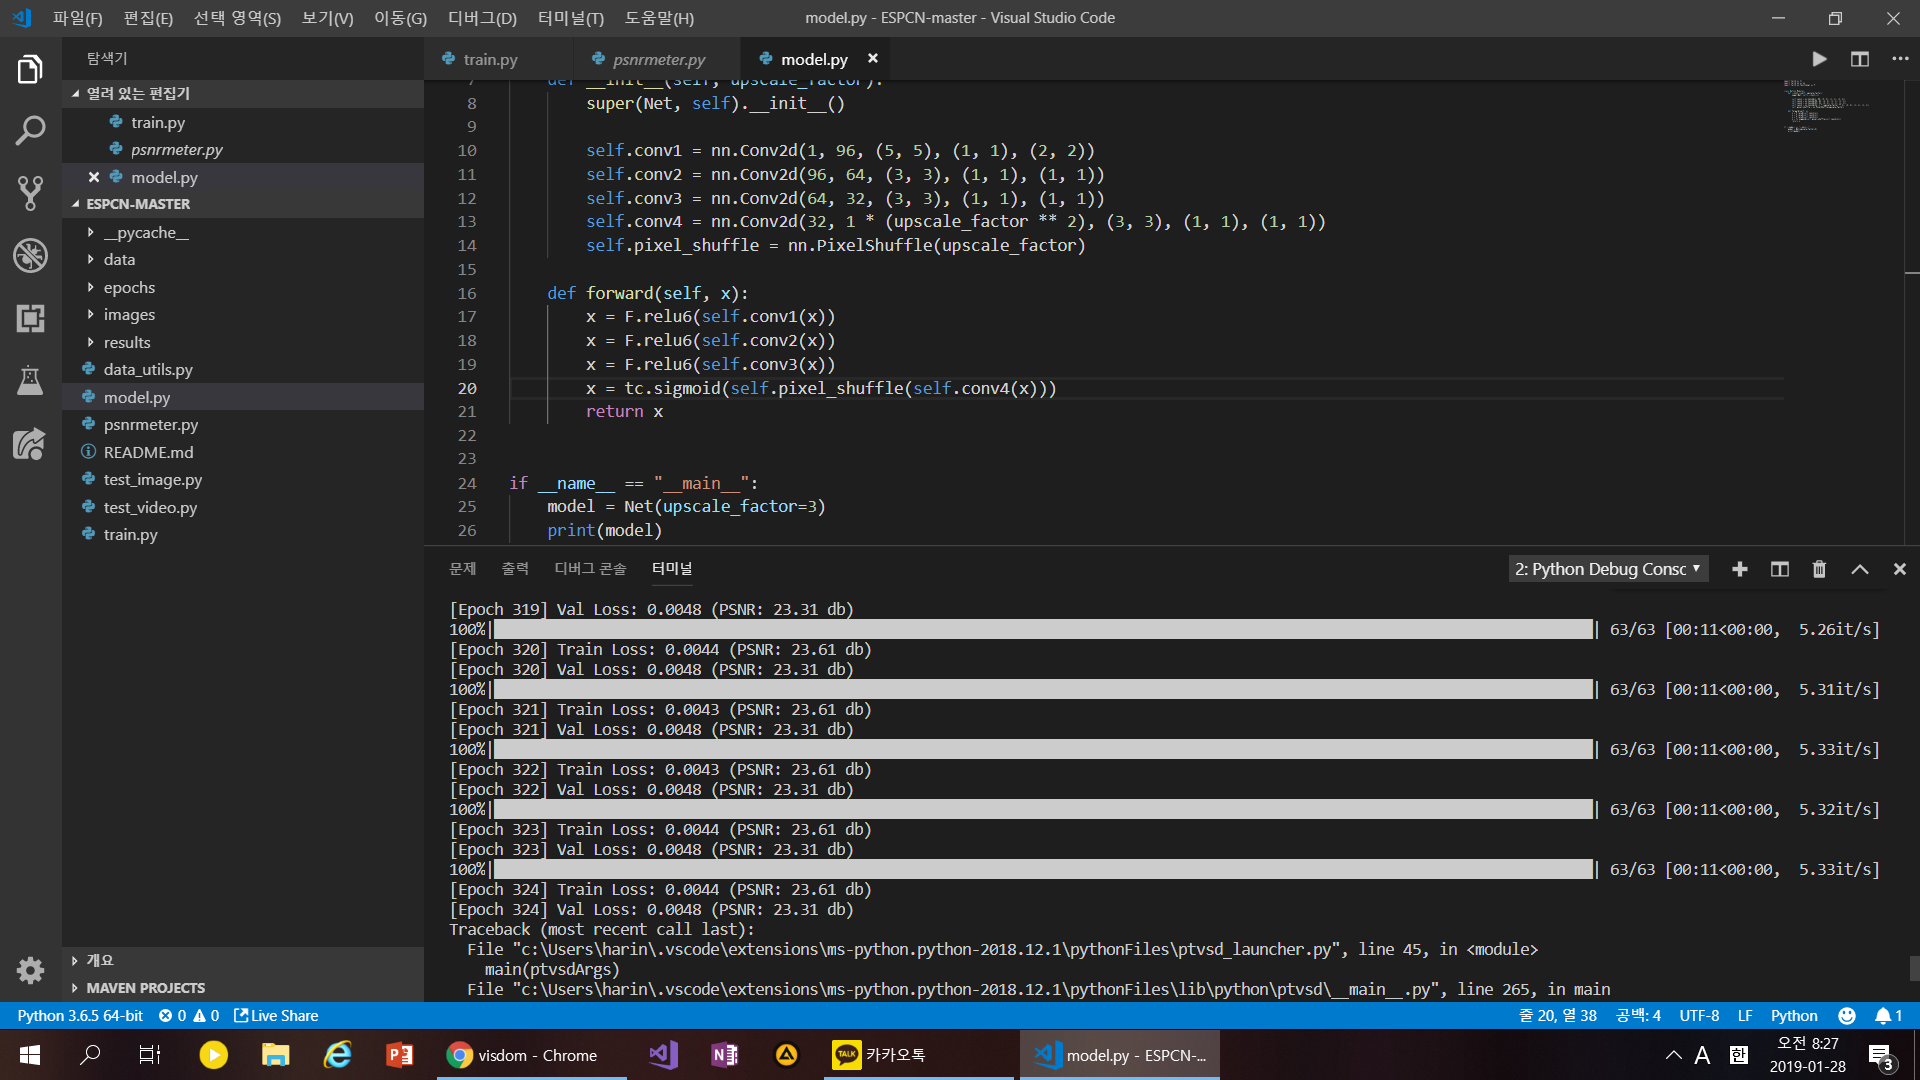 파일(F) 편집(E) 선택 영역(S) 보기(V) 이동(G) 디버그(D) 터미널(T) 도움말(H)
model.py - ESPCN-master - Visual Studio Code
탐색기
열려 있는 편집기
train.py
psnrmeter.py
model.py
ESPCN-MASTER
__pycache__
data
epochs
images
results
data_utils.py
model.py
psnrmeter.py
README.md
test_image.py
test_video.py
train.py
개요
MAVEN PROJECTS
train.py psnrmeter.py model.py
7 def __init__(self, upscale_factor):
8 super(Net, self).__init__()
9
10 self.conv1 = nn.Conv2d(1, 96, (5, 5), (1, 1), (2, 2))
11 self.conv2 = nn.Conv2d(96, 64, (3, 3), (1, 1), (1, 1))
12 self.conv3 = nn.Conv2d(64, 32, (3, 3), (1, 1), (1, 1))
13 self.conv4 = nn.Conv2d(32, 1 * (upscale_factor ** 2), (3, 3), (1, 1), (1, 1))
14 self.pixel_shuffle = nn.PixelShuffle(upscale_factor)
15
16 def forward(self, x):
17 x = F.relu6(self.conv1(x))
18 x = F.relu6(self.conv2(x))
19 x = F.relu6(self.conv3(x))
20 x = tc.sigmoid(self.pixel_shuffle(self.conv4(x)))
21 return x
22
23
24 if __name__ == "__main__":
25 model = Net(upscale_factor=3)
26 print(model)
문제 출력 디버그 콘솔 터미널
2: Python Debug Consc
[Epoch 319] Val Loss: 0.0048 (PSNR: 23.31 db)
100%| | 63/63 [00:11<00:00, 5.26it/s]
[Epoch 320] Train Loss: 0.0044 (PSNR: 23.61 db)
[Epoch 320] Val Loss: 0.0048 (PSNR: 23.31 db)
100%| | 63/63 [00:11<00:00, 5.31it/s]
[Epoch 321] Train Loss: 0.0043 (PSNR: 23.61 db)
[Epoch 321] Val Loss: 0.0048 (PSNR: 23.31 db)
100%| | 63/63 [00:11<00:00, 5.33it/s]
[Epoch 322] Train Loss: 0.0043 (PSNR: 23.61 db)
[Epoch 322] Val Loss: 0.0048 (PSNR: 23.31 db)
100%| | 63/63 [00:11<00:00, 5.32it/s]
[Epoch 323] Train Loss: 0.0044 (PSNR: 23.61 db)
[Epoch 323] Val Loss: 0.0048 (PSNR: 23.31 db)
100%| | 63/63 [00:11<00:00, 5.33it/s]
[Epoch 324] Train Loss: 0.0044 (PSNR: 23.61 db)
[Epoch 324] Val Loss: 0.0048 (PSNR: 23.31 db)
Traceback (most recent call last):
File "c:\Users\harin\.vscode\extensions\ms-python.python-2018.12.1\pythonFiles\ptvsd_launcher.py", line 45, in <module>
main(ptvsdArgs)
File "c:\Users\harin\.vscode\extensions\ms-python.python-2018.12.1\pythonFiles\lib\python\ptvsd\__main__.py", line 265, in main
Python 3.6.5 64-bit 0 0 Live Share
줄 20, 열 38 공백: 4 UTF-8 LF Python 1
visdom - Chrome
TALK 카카오톡
model.py - ESPCN-...
A 한
오전 8:27
2019-01-28
3